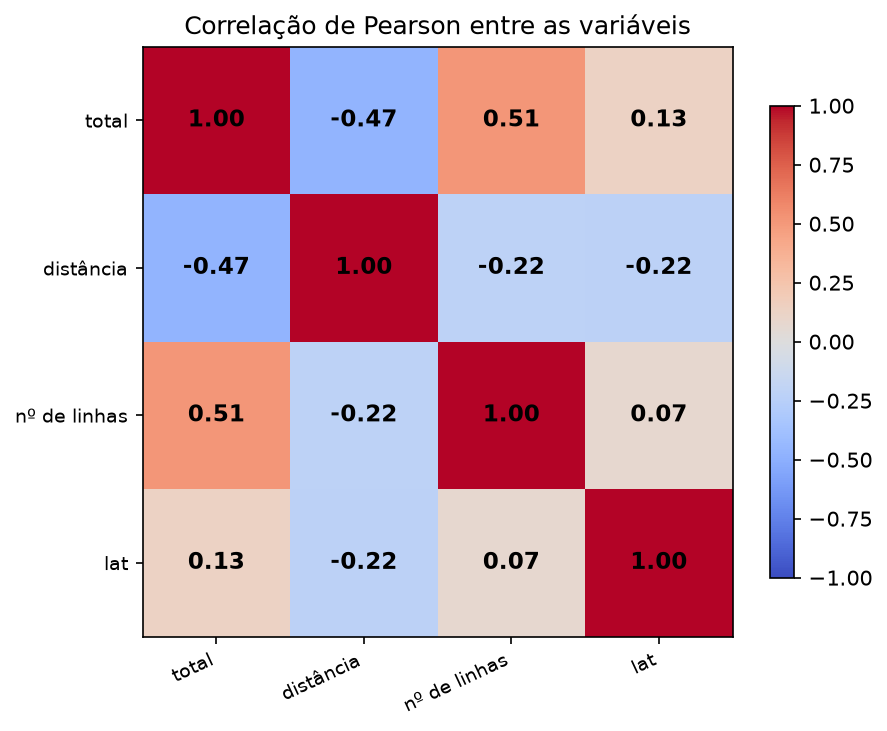 Correlação de Pearson entre as variáveis
total 1.00 -0.47 0.51 0.13
distância -0.47 1.00 -0.22 -0.22
nº de linhas 0.51 -0.22 1.00 0.07
lat 0.13 -0.22 0.07 1.00
total distância nº de linhas lat
1.00
0.75
0.50
0.25
0.00
−0.25
−0.50
−0.75
−1.00